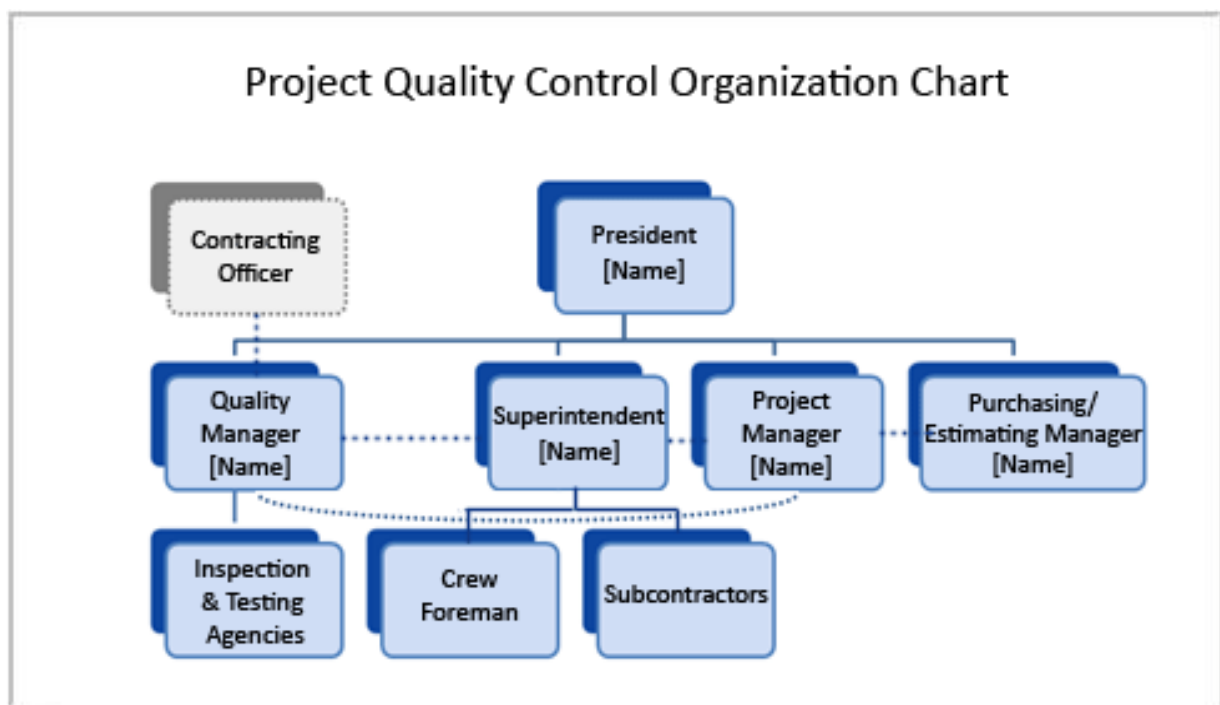 Project Quality Control Organization Chart
Contracting
Officer
President
[Name]
Quality
Manager
[Name]
Superintendent
[Name]
Project
Manager
[Name]
Purchasing/
Estimating Manager
[Name]
Inspection
& Testing
Agencies
Crew
Foreman
Subcontractors